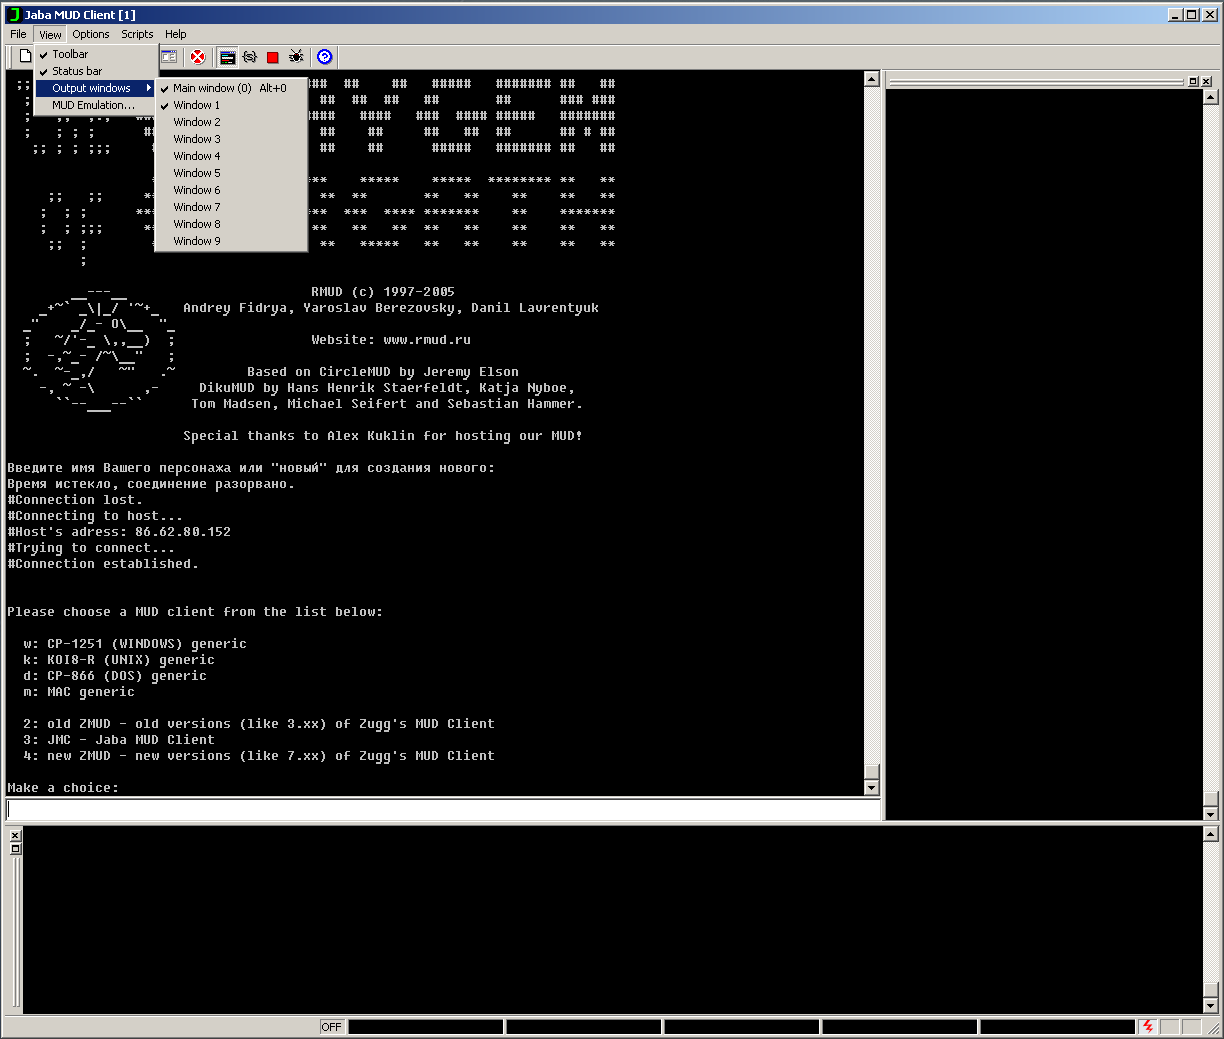 Jaba MUD Client [1]
File View Options Scripts Help
Toolbar
Status bar
Output windows
MUD Emulation...
Main window (0) Alt+0
Window 1
Window 2
Window 3
Window 4
Window 5
Window 6
Window 7
Window 8
Window 9
RMUD (c) 1997-2005
Andrey Fidrya, Yaroslav Berezovsky, Danil Lavrentyuk
Website: www.rmud.ru
Based on CircleMUD by Jeremy Elson
DikuMUD by Hans Henrik Staerfeldt, Katja Nyboe,
Tom Madsen, Michael Seifert and Sebastian Hammer.
Special thanks to Alex Kuklin for hosting our MUD!
Введите имя Вашего персонажа или "новый" для создания нового:
Время истекло, соединение разорвано.
#Connection lost.
#Connecting to host...
#Host's adress: 86.62.80.152
#Trying to connect...
#Connection established.
Please choose a MUD client from the list below:
w: CP-1251 (WINDOWS) generic
k: KOI8-R (UNIX) generic
d: CP-866 (DOS) generic
m: MAC generic
2: old ZMUD - old versions (like 3.xx) of Zugg's MUD Client
3: JMC - Jaba MUD Client
4: new ZMUD - new versions (like 7.xx) of Zugg's MUD Client
Make a choice:
OFF